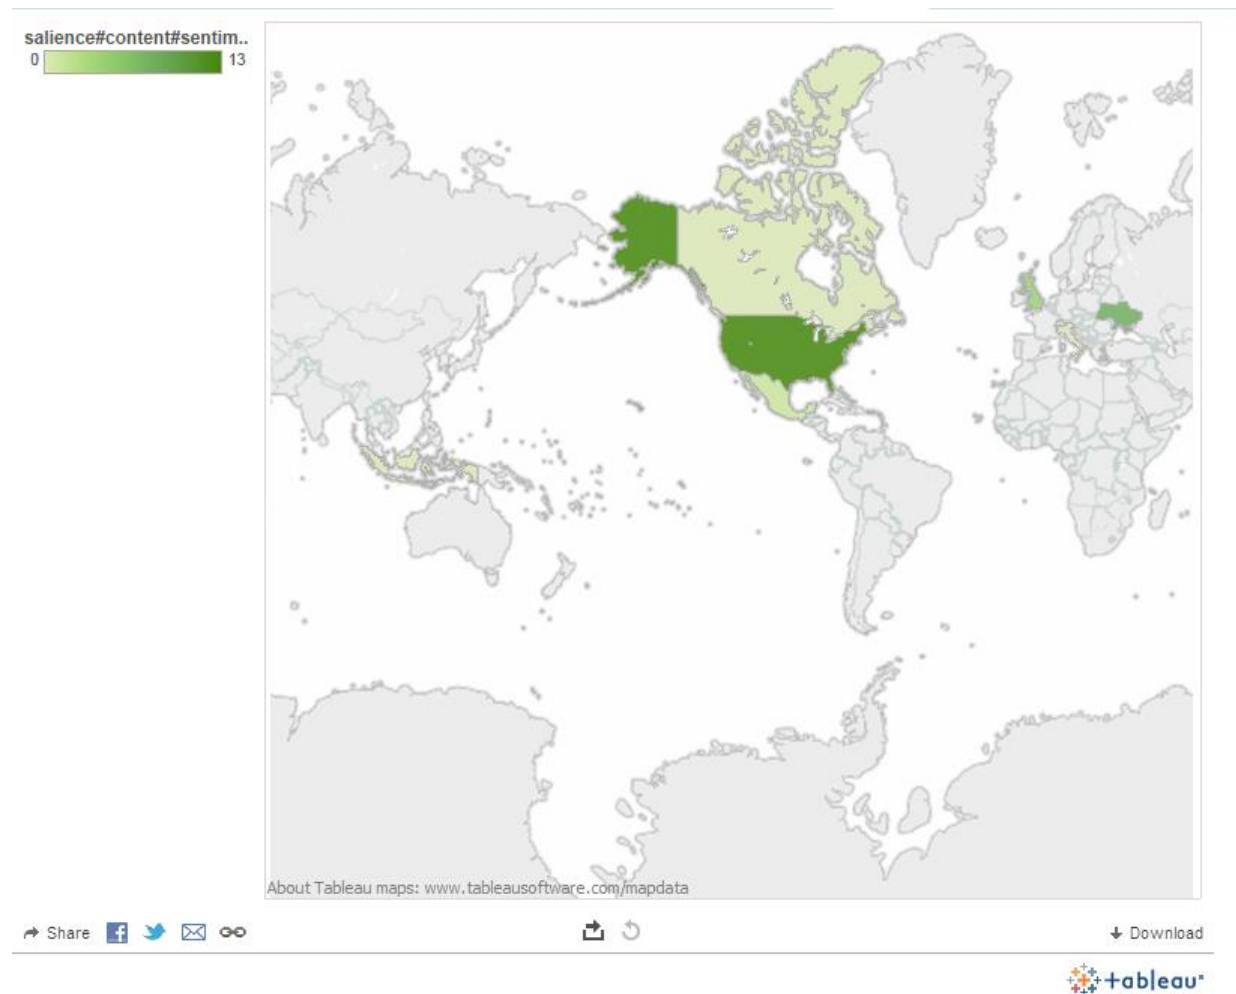 salience#content#sentim..
0 13
About Tableau maps: www.tableausoftware.com/mapdata
Share
Download
+ableau